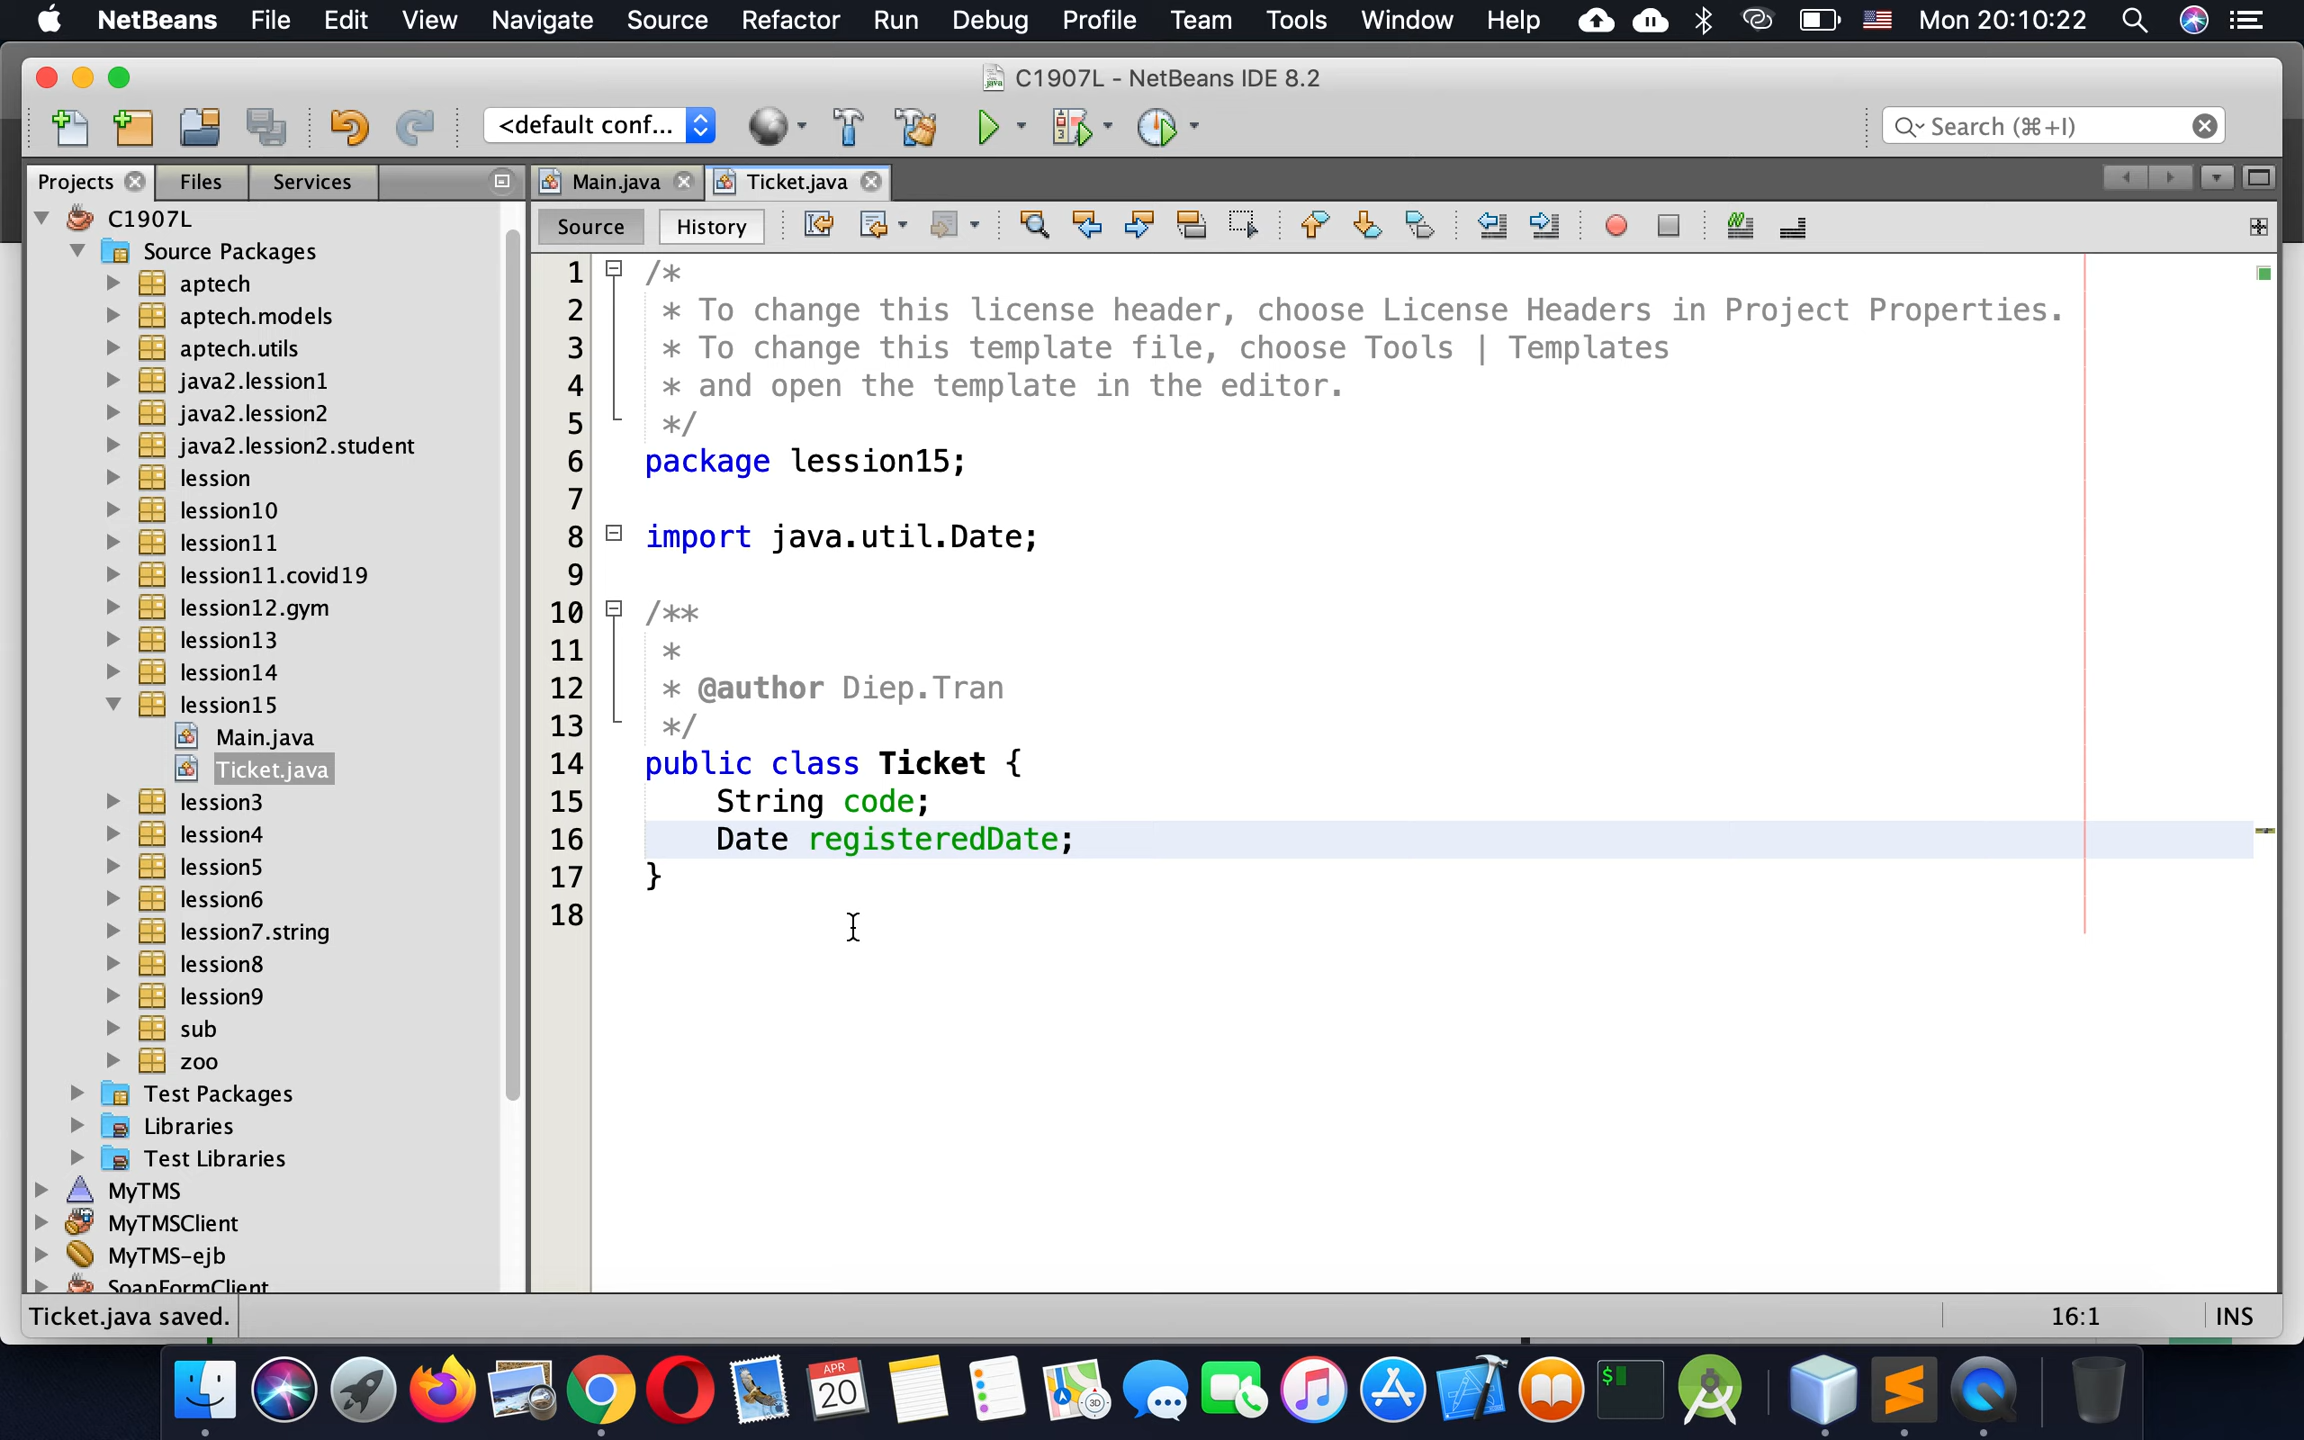 NetBeans File Edit View Navigate Source Refactor Run Debug Profile Team Tools Window Help Mon 20:10:22
C1907L - NetBeans IDE 8.2
<default conf... Search (⌘+I)
Projects Files Services Main.java Ticket.java
Source History
C1907L
Source Packages
aptech
aptech.models
aptech.utils
java2.lession1
java2.lession2
java2.lession2.student
lession
lession10
lession11
lession11.covid19
lession12.gym
lession13
lession14
lession15
Main.java
Ticket.java
lession3
lession4
lession5
lession6
lession7.string
lession8
lession9
sub
zoo
Test Packages
Libraries
Test Libraries
MyTMS
MyTMSClient
MyTMS-ejb
SoapFormClient
1 /*
2 * To change this license header, choose License Headers in Project Properties.
3 * To change this template file, choose Tools | Templates
4 * and open the template in the editor.
5 */
6 package lession15;
7
8 import java.util.Date;
9
10 /**
11 *
12 * @author Diep.Tran
13 */
14 public class Ticket {
15 String code;
16 Date registeredDate;
17 }
18
Ticket.java saved. 16:1 INS
APR
20
3D
$